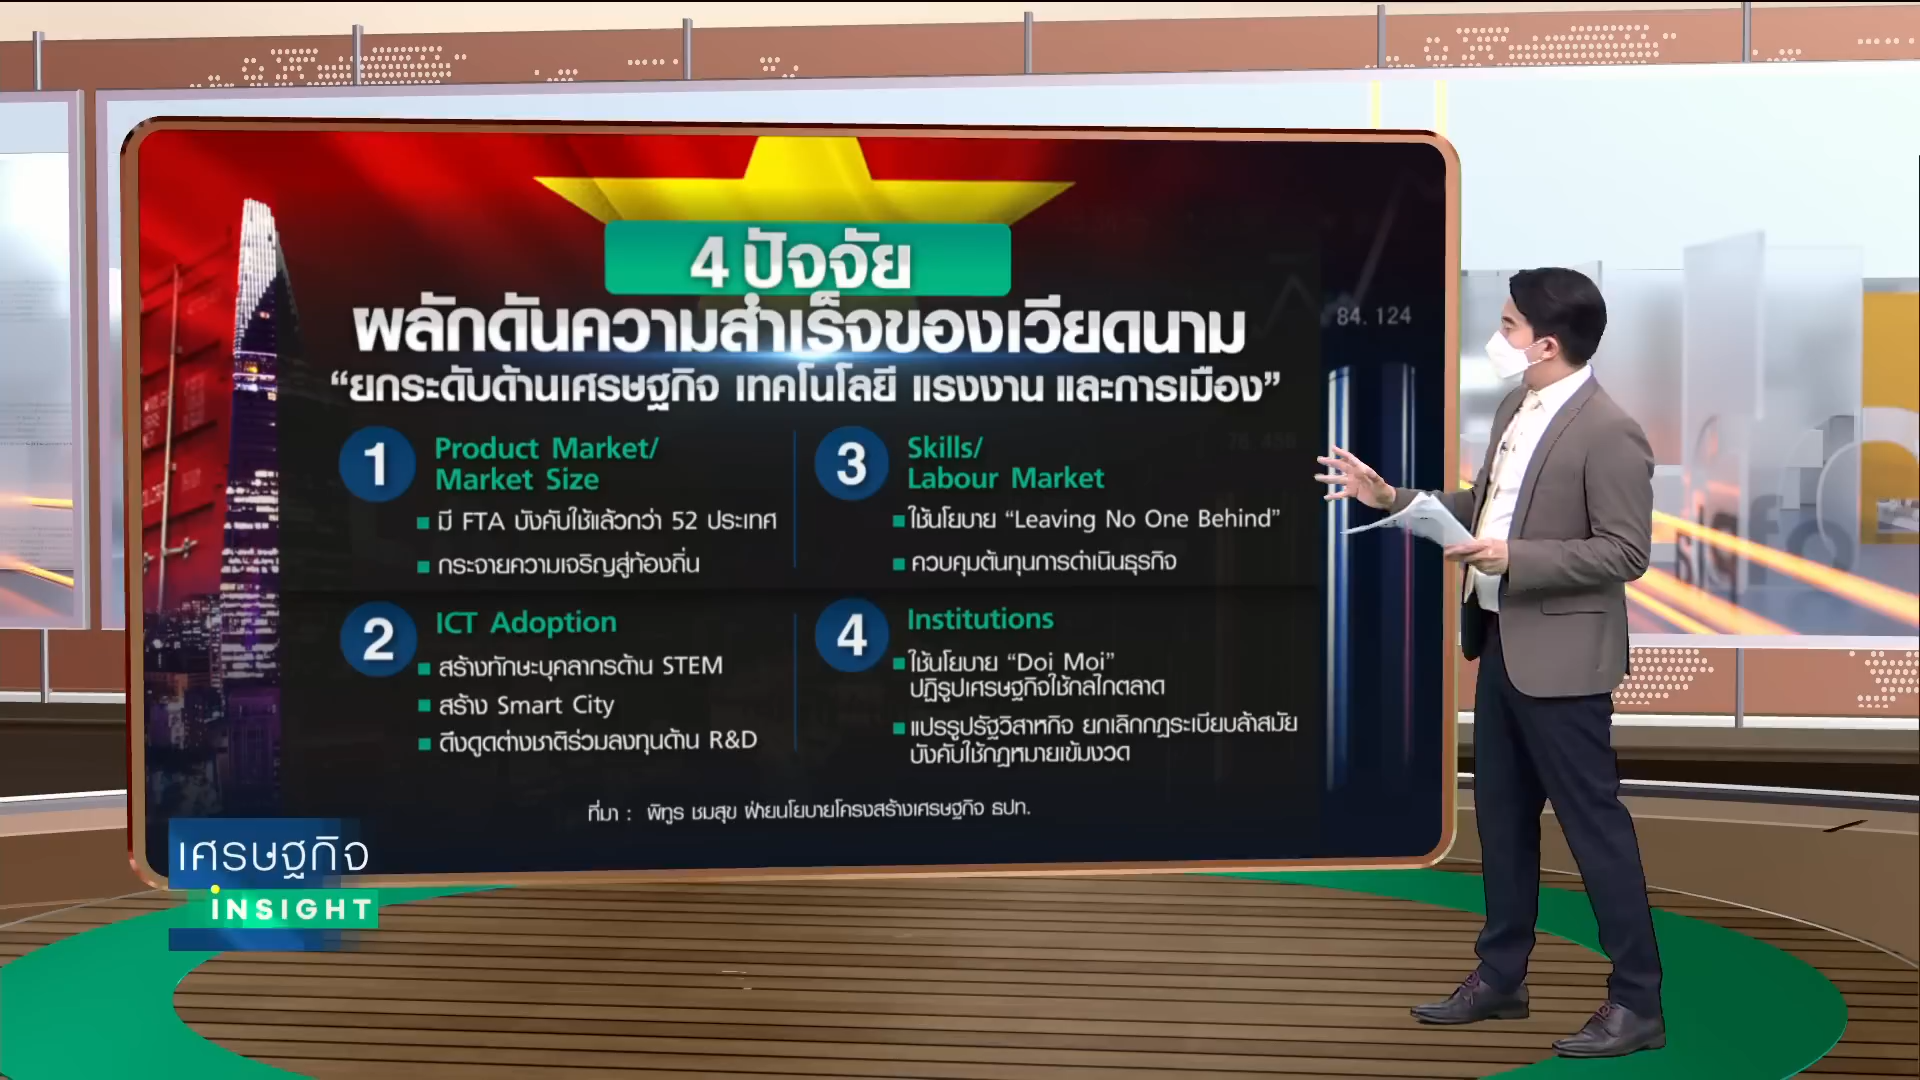 4 ปัจจัย
ผลักดันความสำเร็จของเวียดนาม
“ยกระดับด้านเศรษฐกิจ เทคโนโลยี แรงงาน และการเมือง”
1
Product Market/
Market Size
มี FTA บังคับใช้แล้วกว่า 52 ประเทศ
กระจายความเจริญสู่ท้องถิ่น
2
ICT Adoption
สร้างทักษะบุคลากรด้าน STEM
สร้าง Smart City
ดึงดูดต่างชาติร่วมลงทุนด้าน R&D
3
Skills/
Labour Market
ใช้นโยบาย “Leaving No One Behind”
ควบคุมต้นทุนการดำเนินธุรกิจ
4
Institutions
ใช้นโยบาย “Doi Moi”
ปฏิรูปเศรษฐกิจใช้กลไกตลาด
แปรรูปรัฐวิสาหกิจ ยกเลิกกฎระเบียบล้าสมัย
บังคับใช้กฎหมายเข้มงวด
ที่มา : พิทูร ชมสุข ฝ่ายนโยบายโครงสร้างเศรษฐกิจ ธปท.
84.124
เศรษฐกิจ
INSIGHT